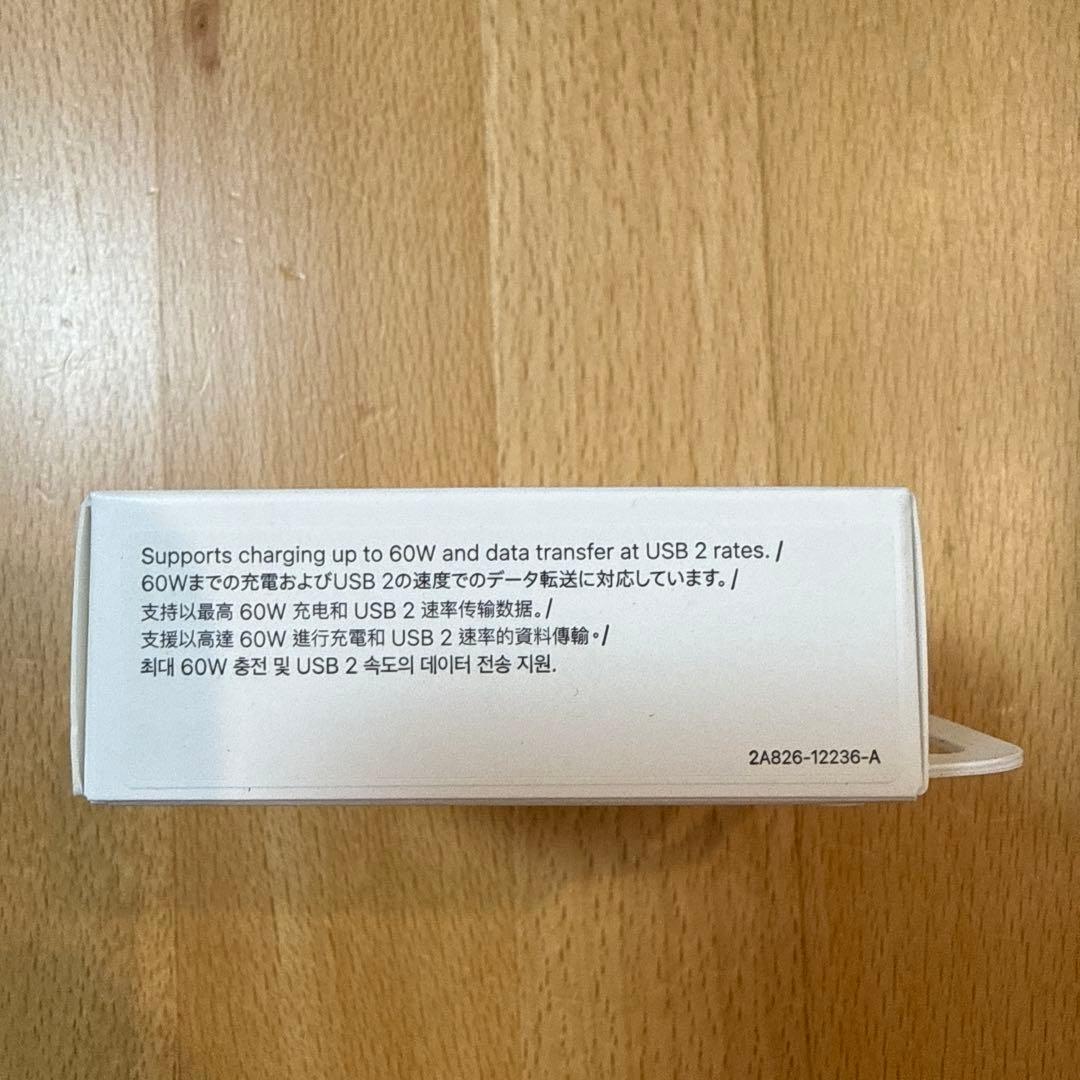 Supports charging up to 60W and data transfer at USB 2 rates. /
60Wまでの充電およびUSB 2の速度でのデータ転送に対応しています。/
支持以最高 60W 充电和 USB 2 速率传输数据。/
支援以高達 60W 進行充電和 USB 2 速率的資料傳輸。/
최대 60W 충전 및 USB 2 속도의 데이터 전송 지원.
2A826-12236-A